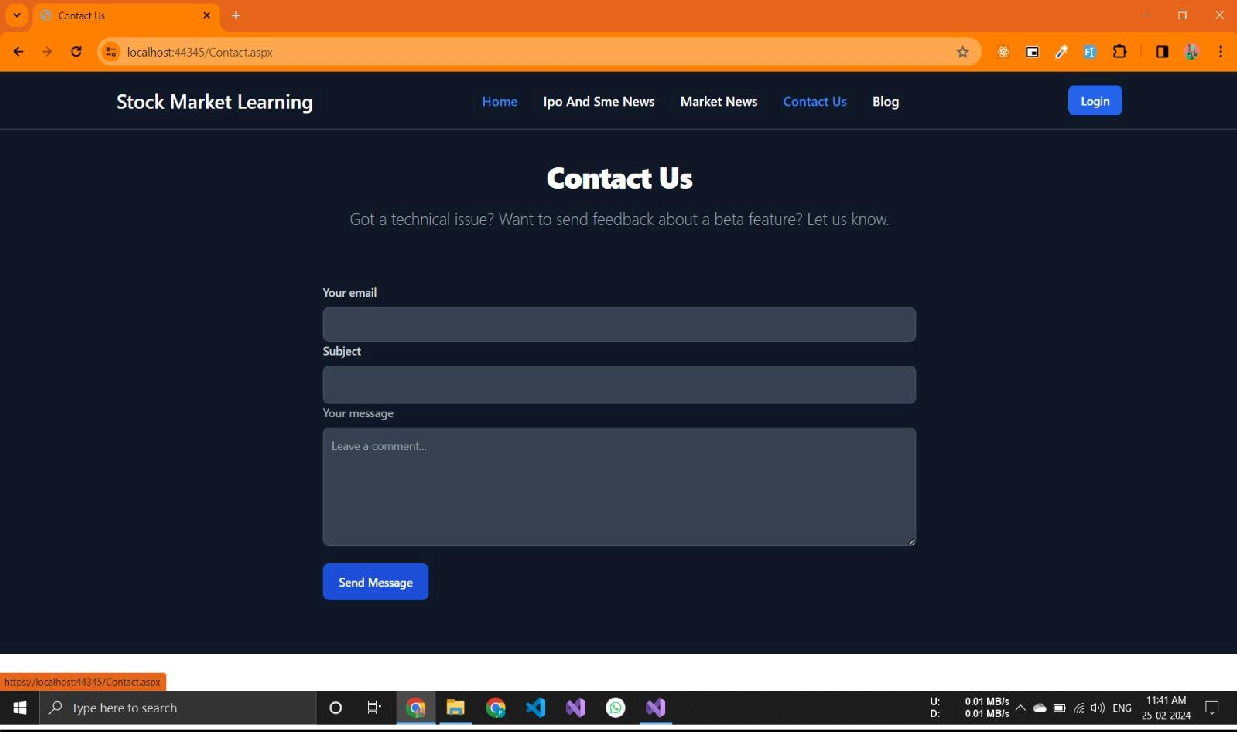 Contact Us
localhost:44345/Contact.aspx
Stock Market Learning
Home Ipo And Sme News Market News Contact Us Blog
Login
Contact Us
Got a technical issue? Want to send feedback about a beta feature? Let us know.
Your email
Subject
Your message
Leave a comment...
Send Message
https://localhost:44345/Contact.aspx
Type here to search
U: 0.01 MB/s
D: 0.01 MB/s
ENG
11:41 AM
25-02-2024